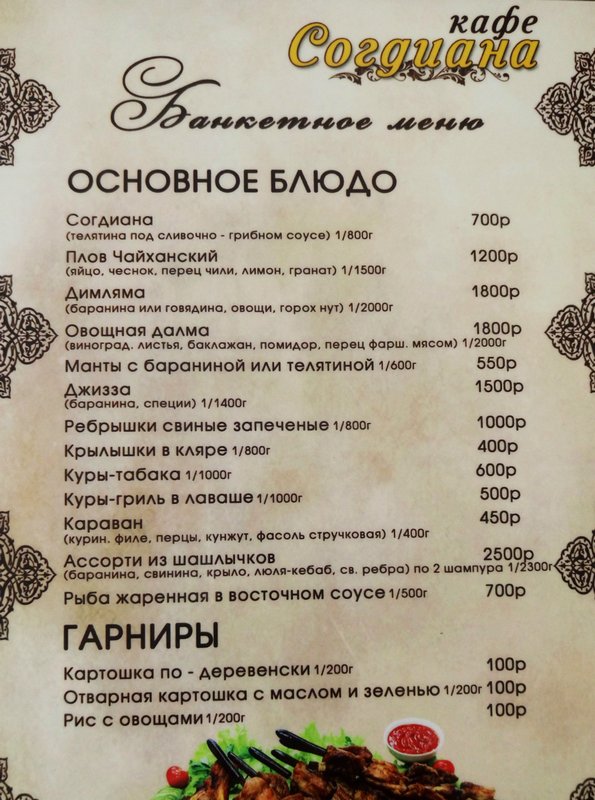 кафе
Согдиана
Банкетное меню
ОСНОВНОЕ БЛЮДО
Согдиана 700р
(телятина под сливочно - грибном соусе) 1/800г
Плов Чайханский 1200р
(яйцо, чеснок, перец чили, лимон, гранат) 1/1500г
Димляма 1800р
(баранина или говядина, овощи, горох нут) 1/2000г
Овощная далма 1800р
(виноград. листья, баклажан, помидор, перец фарш. мясом) 1/2000г
Манты с бараниной или телятиной 1/600г 550р
Джизза 1500р
(баранина, специи) 1/1400г
Ребрышки свиные запеченые 1/800г 1000р
Крылышки в кляре 1/800г 400р
Куры-табака 1/1000г 600р
Куры-гриль в лаваше 1/1000г 500р
Караван 450р
(курин. филе, перцы, кунжут, фасоль стручковая) 1/400г
Ассорти из шашлычков 2500р
(баранина, свинина, крыло, люля-кебаб, св. ребра) по 2 шампура 1/2300г
Рыба жаренная в восточном соусе 1/500г 700р
ГАРНИРЫ
Картошка по - деревенски 1/200г 100р
Отварная картошка с маслом и зеленью 1/200г 100р
Рис с овощами 1/200г 100р